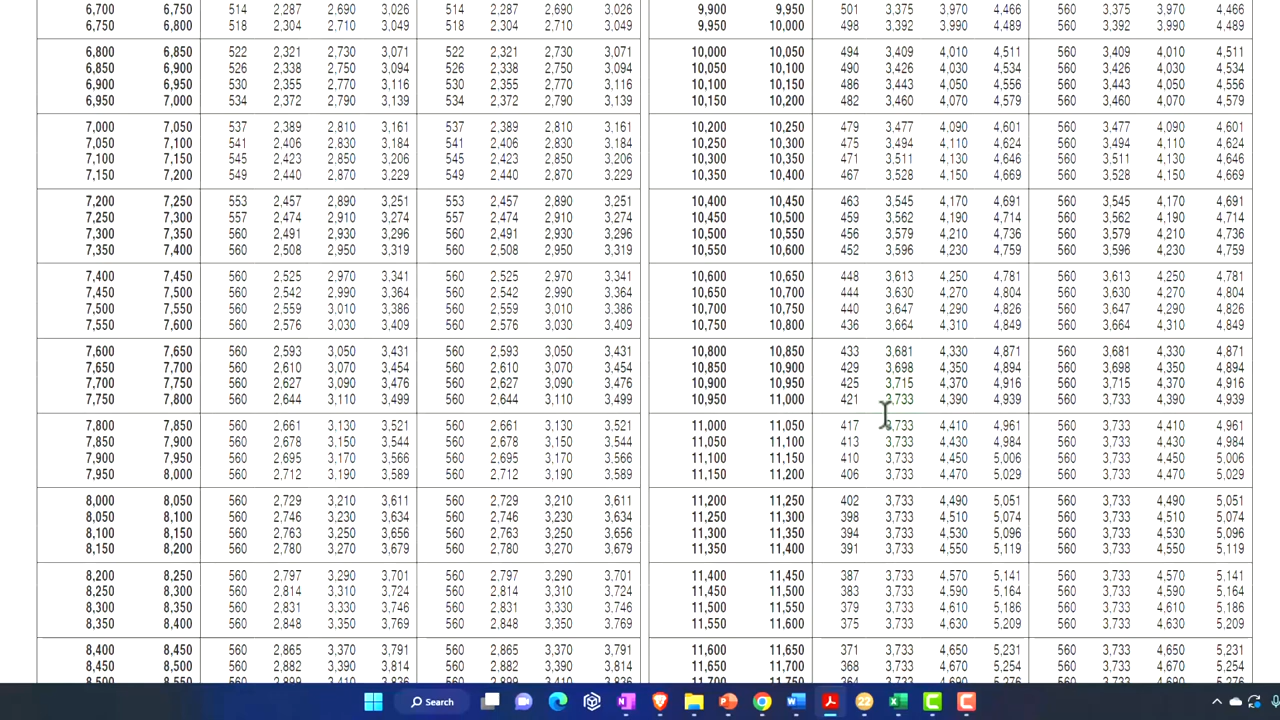 6,700 6,750 514 2,287 2,690 3,026 514 2,287 2,690 3,026
6,750 6,800 518 2,304 2,710 3,049 518 2,304 2,710 3,049
6,800 6,850 522 2,321 2,730 3,071 522 2,321 2,730 3,071
6,850 6,900 526 2,338 2,750 3,094 526 2,338 2,750 3,094
6,900 6,950 530 2,355 2,770 3,116 530 2,355 2,770 3,116
6,950 7,000 534 2,372 2,790 3,139 534 2,372 2,790 3,139
7,000 7,050 537 2,389 2,810 3,161 537 2,389 2,810 3,161
7,050 7,100 541 2,406 2,830 3,184 541 2,406 2,830 3,184
7,100 7,150 545 2,423 2,850 3,206 545 2,423 2,850 3,206
7,150 7,200 549 2,440 2,870 3,229 549 2,440 2,870 3,229
7,200 7,250 553 2,457 2,890 3,251 553 2,457 2,890 3,251
7,250 7,300 557 2,474 2,910 3,274 557 2,474 2,910 3,274
7,300 7,350 560 2,491 2,930 3,296 560 2,491 2,930 3,296
7,350 7,400 560 2,508 2,950 3,319 560 2,508 2,950 3,319
7,400 7,450 560 2,525 2,970 3,341 560 2,525 2,970 3,341
7,450 7,500 560 2,542 2,990 3,364 560 2,542 2,990 3,364
7,500 7,550 560 2,559 3,010 3,386 560 2,559 3,010 3,386
7,550 7,600 560 2,576 3,030 3,409 560 2,576 3,030 3,409
7,600 7,650 560 2,593 3,050 3,431 560 2,593 3,050 3,431
7,650 7,700 560 2,610 3,070 3,454 560 2,610 3,070 3,454
7,700 7,750 560 2,627 3,090 3,476 560 2,627 3,090 3,476
7,750 7,800 560 2,644 3,110 3,499 560 2,644 3,110 3,499
7,800 7,850 560 2,661 3,130 3,521 560 2,661 3,130 3,521
7,850 7,900 560 2,678 3,150 3,544 560 2,678 3,150 3,544
7,900 7,950 560 2,695 3,170 3,566 560 2,695 3,170 3,566
7,950 8,000 560 2,712 3,190 3,589 560 2,712 3,190 3,589
8,000 8,050 560 2,729 3,210 3,611 560 2,729 3,210 3,611
8,050 8,100 560 2,746 3,230 3,634 560 2,746 3,230 3,634
8,100 8,150 560 2,763 3,250 3,656 560 2,763 3,250 3,656
8,150 8,200 560 2,780 3,270 3,679 560 2,780 3,270 3,679
8,200 8,250 560 2,797 3,290 3,701 560 2,797 3,290 3,701
8,250 8,300 560 2,814 3,310 3,724 560 2,814 3,310 3,724
8,300 8,350 560 2,831 3,330 3,746 560 2,831 3,330 3,746
8,350 8,400 560 2,848 3,350 3,769 560 2,848 3,350 3,769
8,400 8,450 560 2,865 3,370 3,791 560 2,865 3,370 3,791
8,450 8,500 560 2,882 3,390 3,814 560 2,882 3,390 3,814
8,500 8,550 560 2,899 3,410 3,836 560 2,899 3,410 3,836
9,900 9,950 501 3,375 3,970 4,466 560 3,375 3,970 4,466
9,950 10,000 498 3,392 3,990 4,489 560 3,392 3,990 4,489
10,000 10,050 494 3,409 4,010 4,511 560 3,409 4,010 4,511
10,050 10,100 490 3,426 4,030 4,534 560 3,426 4,030 4,534
10,100 10,150 486 3,443 4,050 4,556 560 3,443 4,050 4,556
10,150 10,200 482 3,460 4,070 4,579 560 3,460 4,070 4,579
10,200 10,250 479 3,477 4,090 4,601 560 3,477 4,090 4,601
10,250 10,300 475 3,494 4,110 4,624 560 3,494 4,110 4,624
10,300 10,350 471 3,511 4,130 4,646 560 3,511 4,130 4,646
10,350 10,400 467 3,528 4,150 4,669 560 3,528 4,150 4,669
10,400 10,450 463 3,545 4,170 4,691 560 3,545 4,170 4,691
10,450 10,500 459 3,562 4,190 4,714 560 3,562 4,190 4,714
10,500 10,550 456 3,579 4,210 4,736 560 3,579 4,210 4,736
10,550 10,600 452 3,596 4,230 4,759 560 3,596 4,230 4,759
10,600 10,650 448 3,613 4,250 4,781 560 3,613 4,250 4,781
10,650 10,700 444 3,630 4,270 4,804 560 3,630 4,270 4,804
10,700 10,750 440 3,647 4,290 4,826 560 3,647 4,290 4,826
10,750 10,800 436 3,664 4,310 4,849 560 3,664 4,310 4,849
10,800 10,850 433 3,681 4,330 4,871 560 3,681 4,330 4,871
10,850 10,900 429 3,698 4,350 4,894 560 3,698 4,350 4,894
10,900 10,950 425 3,715 4,370 4,916 560 3,715 4,370 4,916
10,950 11,000 421 3,733 4,390 4,939 560 3,733 4,390 4,939
11,000 11,050 417 3,733 4,410 4,961 560 3,733 4,410 4,961
11,050 11,100 413 3,733 4,430 4,984 560 3,733 4,430 4,984
11,100 11,150 410 3,733 4,450 5,006 560 3,733 4,450 5,006
11,150 11,200 406 3,733 4,470 5,029 560 3,733 4,470 5,029
11,200 11,250 402 3,733 4,490 5,051 560 3,733 4,490 5,051
11,250 11,300 398 3,733 4,510 5,074 560 3,733 4,510 5,074
11,300 11,350 394 3,733 4,530 5,096 560 3,733 4,530 5,096
11,350 11,400 391 3,733 4,550 5,119 560 3,733 4,550 5,119
11,400 11,450 387 3,733 4,570 5,141 560 3,733 4,570 5,141
11,450 11,500 383 3,733 4,590 5,164 560 3,733 4,590 5,164
11,500 11,550 379 3,733 4,610 5,186 560 3,733 4,610 5,186
11,550 11,600 375 3,733 4,630 5,209 560 3,733 4,630 5,209
11,600 11,650 371 3,733 4,650 5,231 560 3,733 4,650 5,231
11,650 11,700 368 3,733 4,670 5,254 560 3,733 4,670 5,254
11,700 11,750 364 3,733 4,690 5,276 560 3,733 4,690 5,276
Search
22